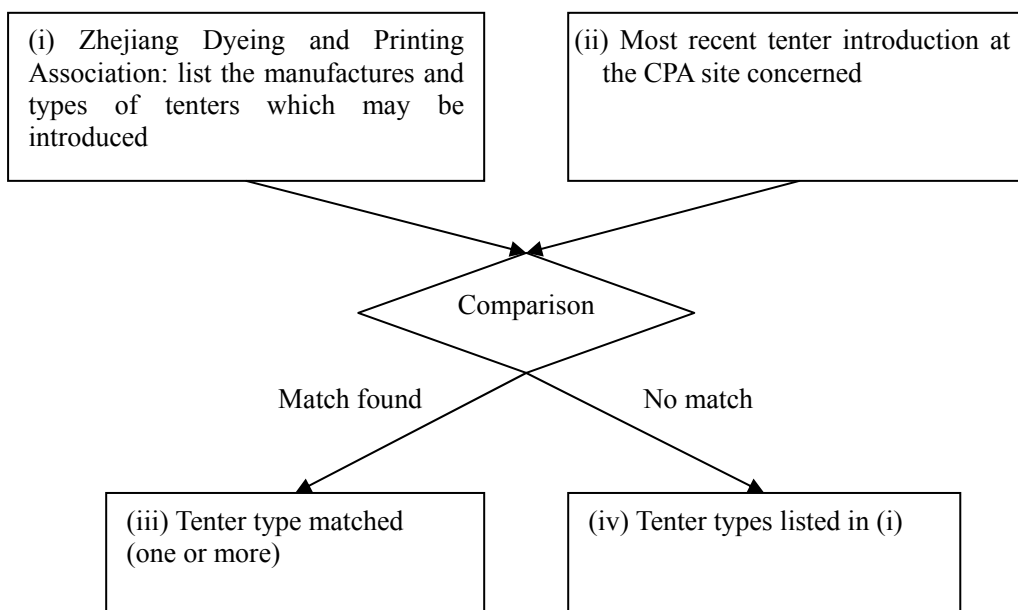 (i) Zhejiang Dyeing and Printing
Association: list the manufactures and
types of tenters which may be
introduced
(ii) Most recent tenter introduction at
the CPA site concerned
Comparison
Match found
No match
(iii) Tenter type matched
(one or more)
(iv) Tenter types listed in (i)